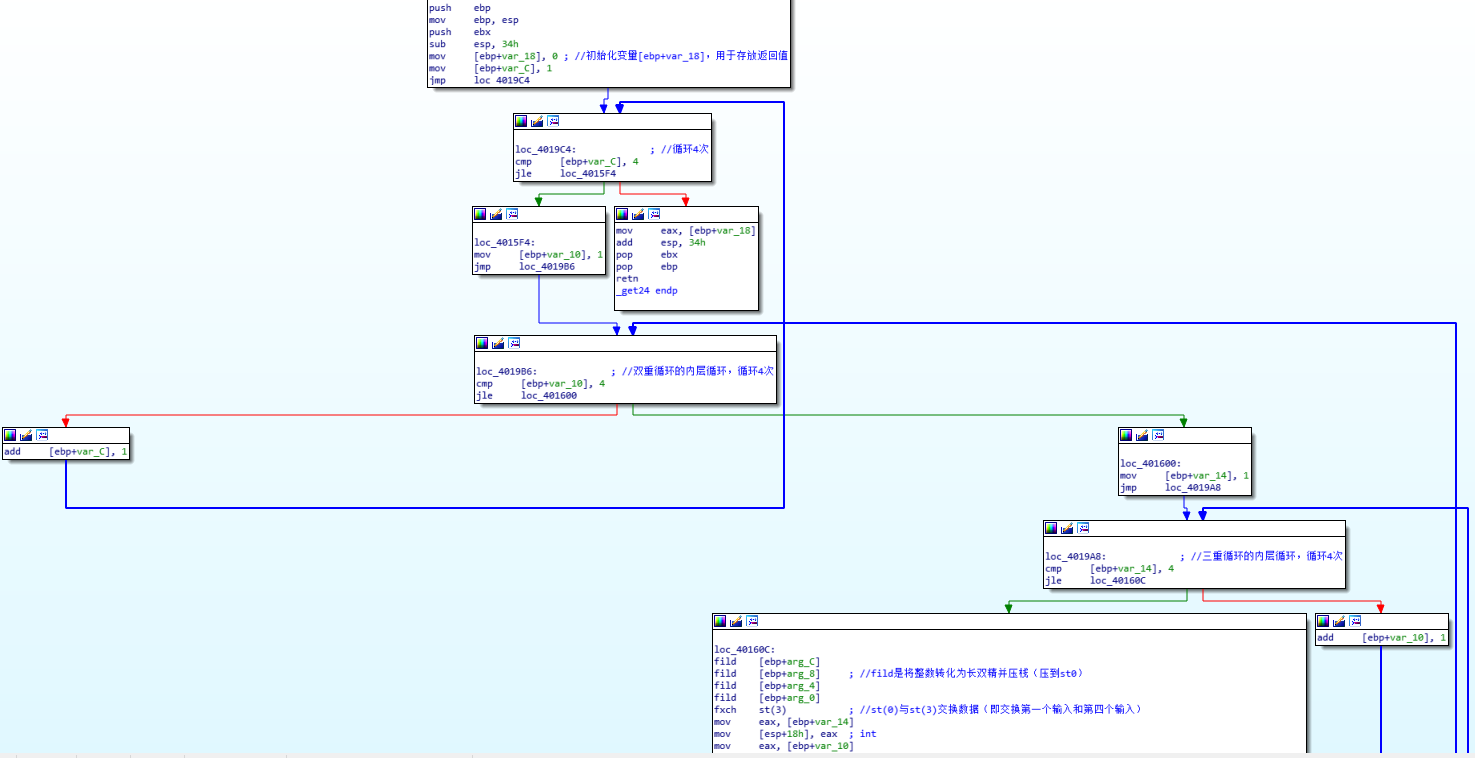 push ebp
mov ebp, esp
push ebx
sub esp, 34h
mov [ebp+var_18], 0 ; //初始化变量[ebp+var_18]，用于存放返回值
mov [ebp+var_C], 1
jmp loc_4019C4
loc_4019C4: ; //循环4次
cmp [ebp+var_C], 4
jle loc_4015F4
loc_4015F4:
mov [ebp+var_10], 1
jmp loc_4019B6
mov eax, [ebp+var_18]
add esp, 34h
pop ebx
pop ebp
retn
_get24 endp
loc_4019B6: ; //双重循环的内层循环，循环4次
cmp [ebp+var_10], 4
jle loc_401600
add [ebp+var_C], 1
loc_401600:
mov [ebp+var_14], 1
jmp loc_4019A8
loc_4019A8: ; //三重循环的内层循环，循环4次
cmp [ebp+var_14], 4
jle loc_40160C
loc_40160C:
fild [ebp+arg_C]
fild [ebp+arg_8] ; //fild是将整数转化为长双精并压栈（压到st0）
fild [ebp+arg_4]
fild [ebp+arg_0]
fxch st(3) ; //st(0)与st(3)交换数据（即交换第一个输入和第四个输入）
mov eax, [ebp+var_14]
mov [esp+18h], eax ; int
mov eax, [ebp+var_10]
add [ebp+var_10], 1